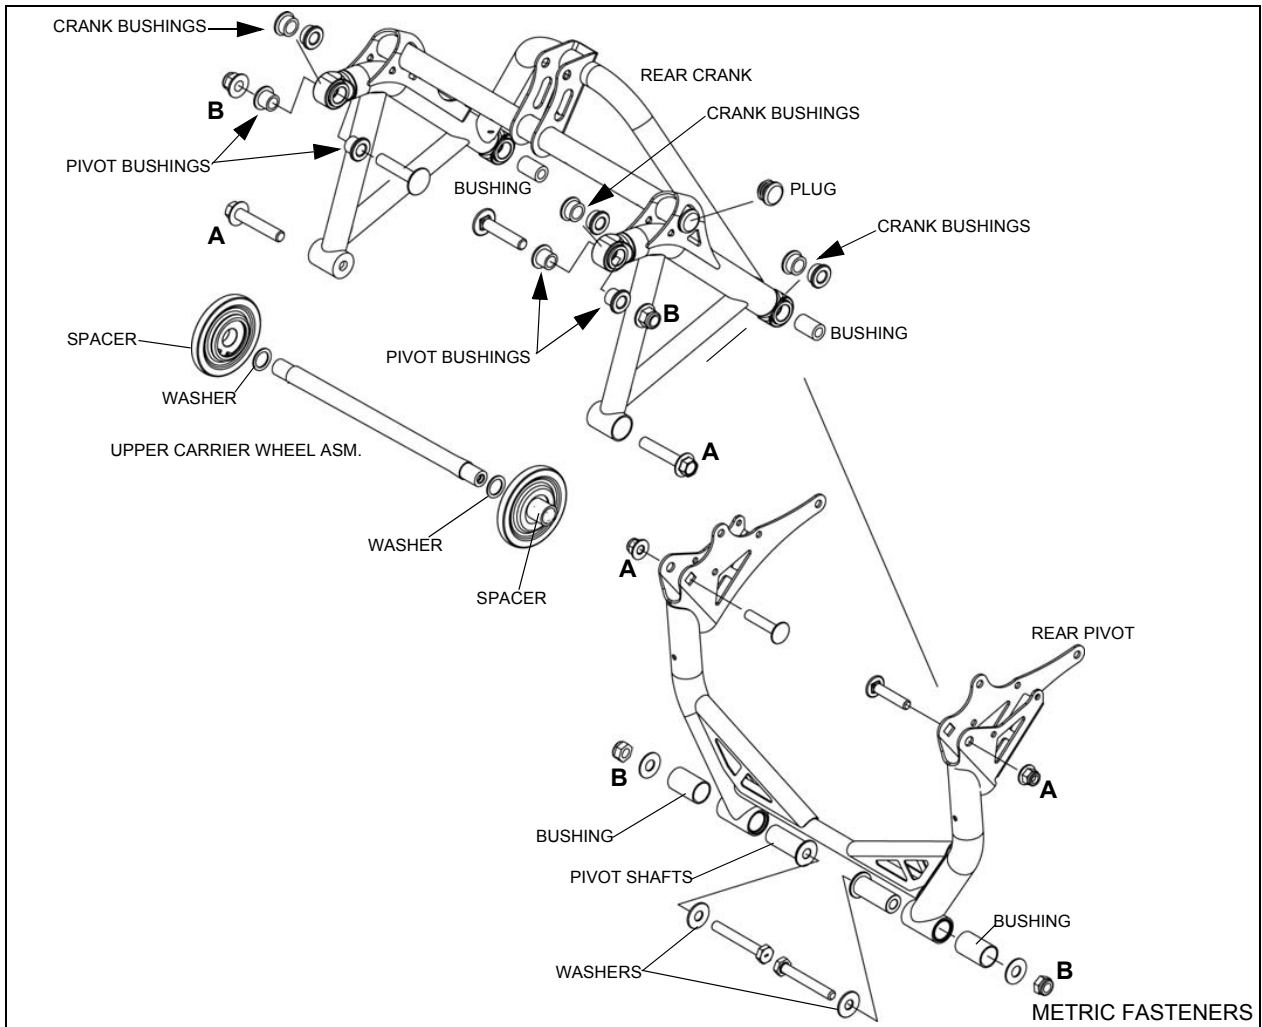 CRANK BUSHINGS
REAR CRANK
B
CRANK BUSHINGS
PIVOT BUSHINGS
BUSHING
PLUG
A
CRANK BUSHINGS
B
SPACER
PIVOT BUSHINGS
BUSHING
WASHER
UPPER CARRIER WHEEL ASM.
A
WASHER
A
SPACER
REAR PIVOT
B
A
BUSHING
PIVOT SHAFTS
BUSHING
WASHERS
B
METRIC FASTENERS